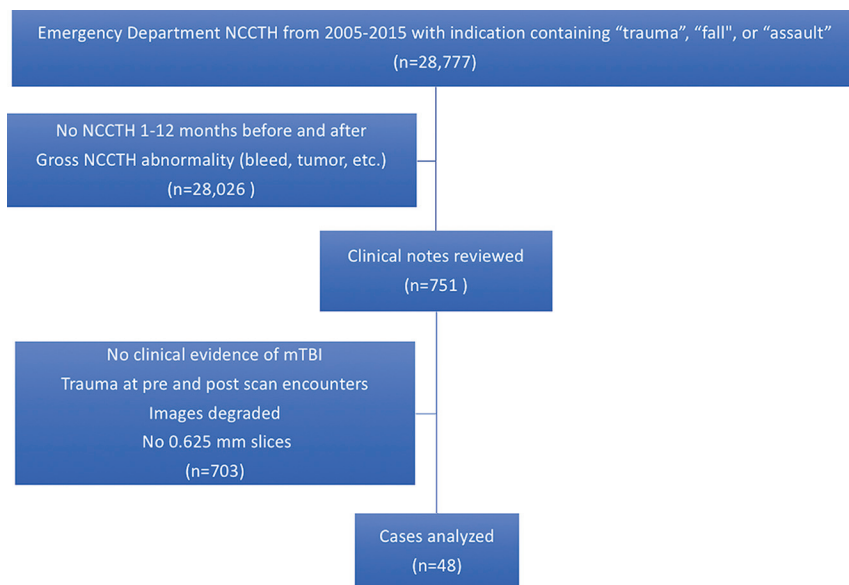 Emergency Department NCCTH from 2005-2015 with indication containing “trauma”, “fall", or “assault”
(n=28,777)
No NCCTH 1-12 months before and after
Gross NCCTH abnormality (bleed, tumor, etc.)
(n=28,026 )
Clinical notes reviewed
(n=751 )
No clinical evidence of mTBI
Trauma at pre and post scan encounters
Images degraded
No 0.625 mm slices
(n=703)
Cases analyzed
(n=48)